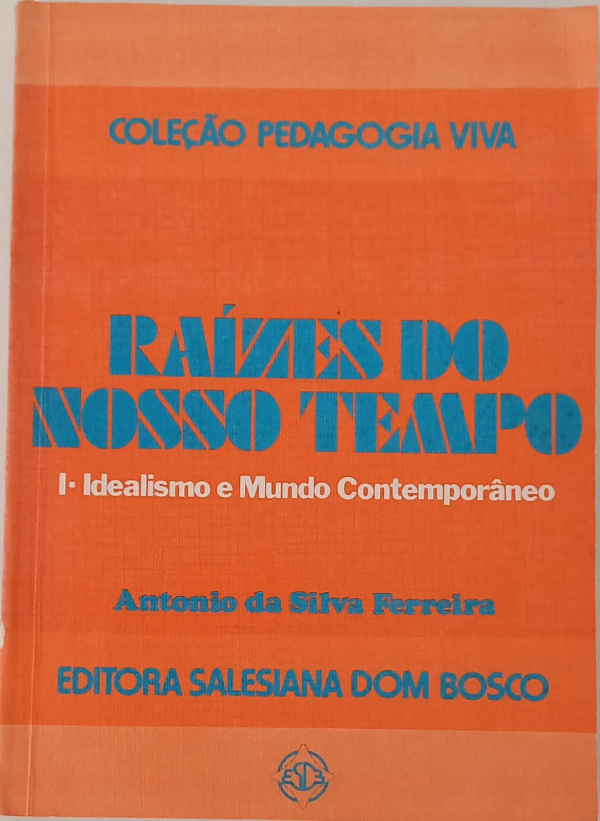 COLEÇÃO PEDAGOGIA VIVA
RAÍZES DO
NOSSO TEMPO
I· Idealismo e Mundo Contemporâneo
Antonio da Silva Ferreira
EDITORA SALESIANA DOM BOSCO